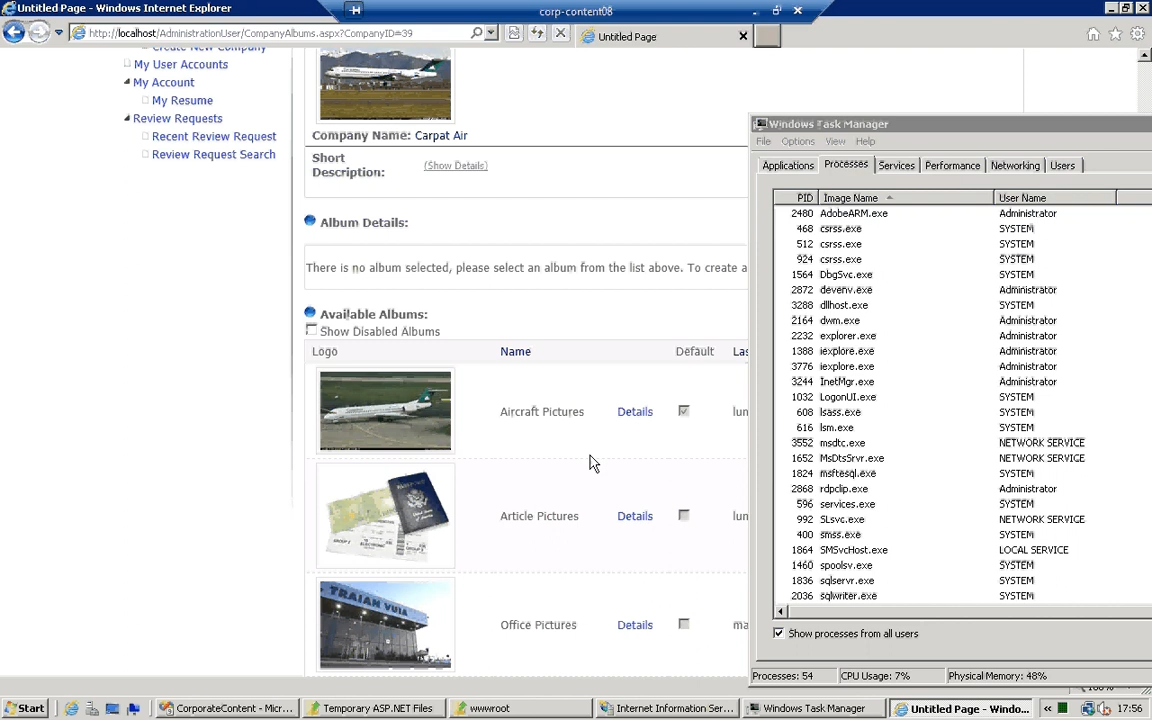 Untitled Page - Windows Internet Explorer
corp-content08
http://localhost/AdministrationUser/CompanyAlbums.aspx?CompanyID=39
Untitled Page
Create New Company
My User Accounts
My Account
My Resume
Review Requests
Recent Review Request
Review Request Search
Company Name: Carpat Air
Short Description: (Show Details)
Album Details:
There is no album selected, please select an album from the list above. To create a
Available Albums:
Show Disabled Albums
Logo Name Default Las
Aircraft Pictures Details lun
Article Pictures Details lun
Office Pictures Details ma
TRAIAN VUIA
Windows Task Manager
File Options View Help
Applications Processes Services Performance Networking Users
PID Image Name User Name
2480 AdobeARM.exe Administrator
468 csrss.exe SYSTEM
512 csrss.exe SYSTEM
924 csrss.exe SYSTEM
1564 DbgSvc.exe SYSTEM
2872 devenv.exe Administrator
3288 dllhost.exe SYSTEM
2164 dwm.exe Administrator
2232 explorer.exe Administrator
1388 iexplore.exe Administrator
3776 iexplore.exe Administrator
3244 InetMgr.exe Administrator
1032 LogonUI.exe SYSTEM
608 lsass.exe SYSTEM
616 lsm.exe SYSTEM
3552 msdtc.exe NETWORK SERVICE
1652 MsDtsSrvr.exe NETWORK SERVICE
1824 msftesql.exe SYSTEM
2868 rdpclip.exe Administrator
596 services.exe SYSTEM
992 SLsvc.exe NETWORK SERVICE
400 smss.exe SYSTEM
1864 SMSvcHost.exe LOCAL SERVICE
1460 spoolsv.exe SYSTEM
1836 sqlservr.exe SYSTEM
2036 sqlwriter.exe SYSTEM
Show processes from all users
Processes: 54 CPU Usage: 7% Physical Memory: 48%
Start CorporateContent - Micr... Temporary ASP.NET Files wwwroot Internet Information Ser... Windows Task Manager Untitled Page - Windo... 17:56